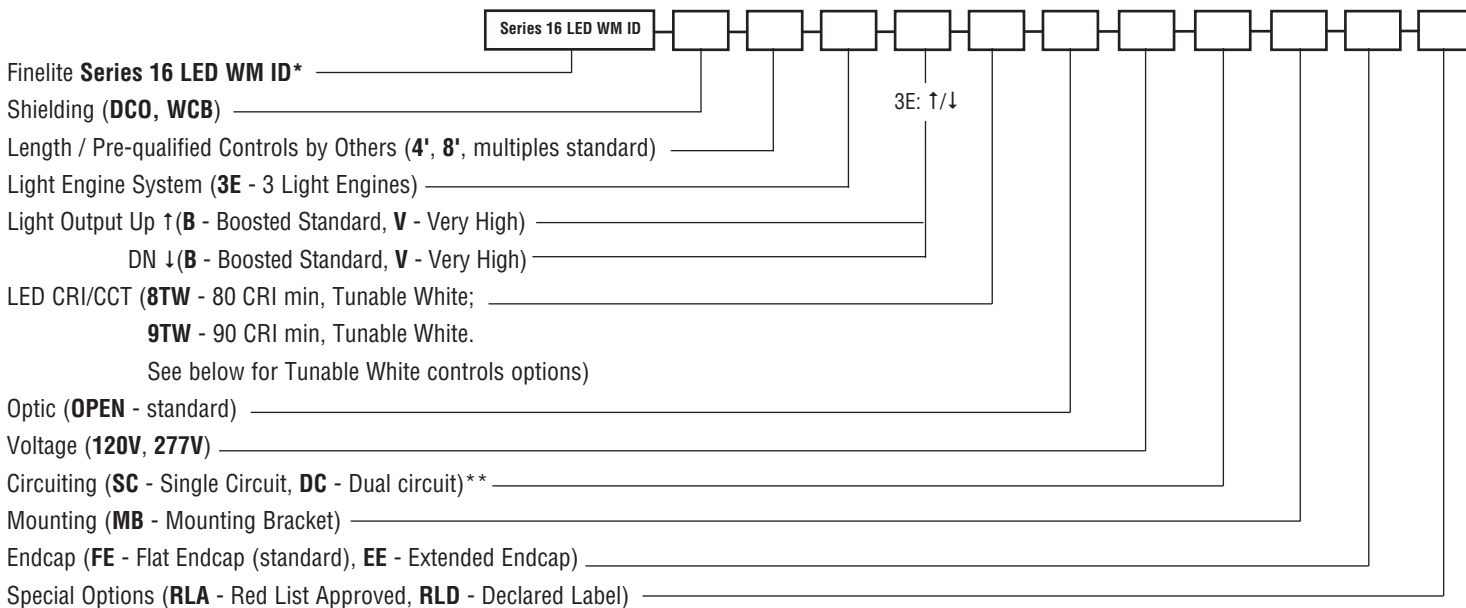 Series 16 LED WM ID
Finelite Series 16 LED WM ID*
Shielding (DCO, WCB)
3E: ↑/↓
Length / Pre-qualified Controls by Others (4', 8', multiples standard)
Light Engine System (3E - 3 Light Engines)
Light Output Up ↑(B - Boosted Standard, V - Very High)
DN ↓(B - Boosted Standard, V - Very High)
LED CRI/CCT (8TW - 80 CRI min, Tunable White;
9TW - 90 CRI min, Tunable White.
See below for Tunable White controls options)
Optic (OPEN - standard)
Voltage (120V, 277V)
Circuiting (SC - Single Circuit, DC - Dual circuit)**
Mounting (MB - Mounting Bracket)
Endcap (FE - Flat Endcap (standard), EE - Extended Endcap)
Special Options (RLA - Red List Approved, RLD - Declared Label)